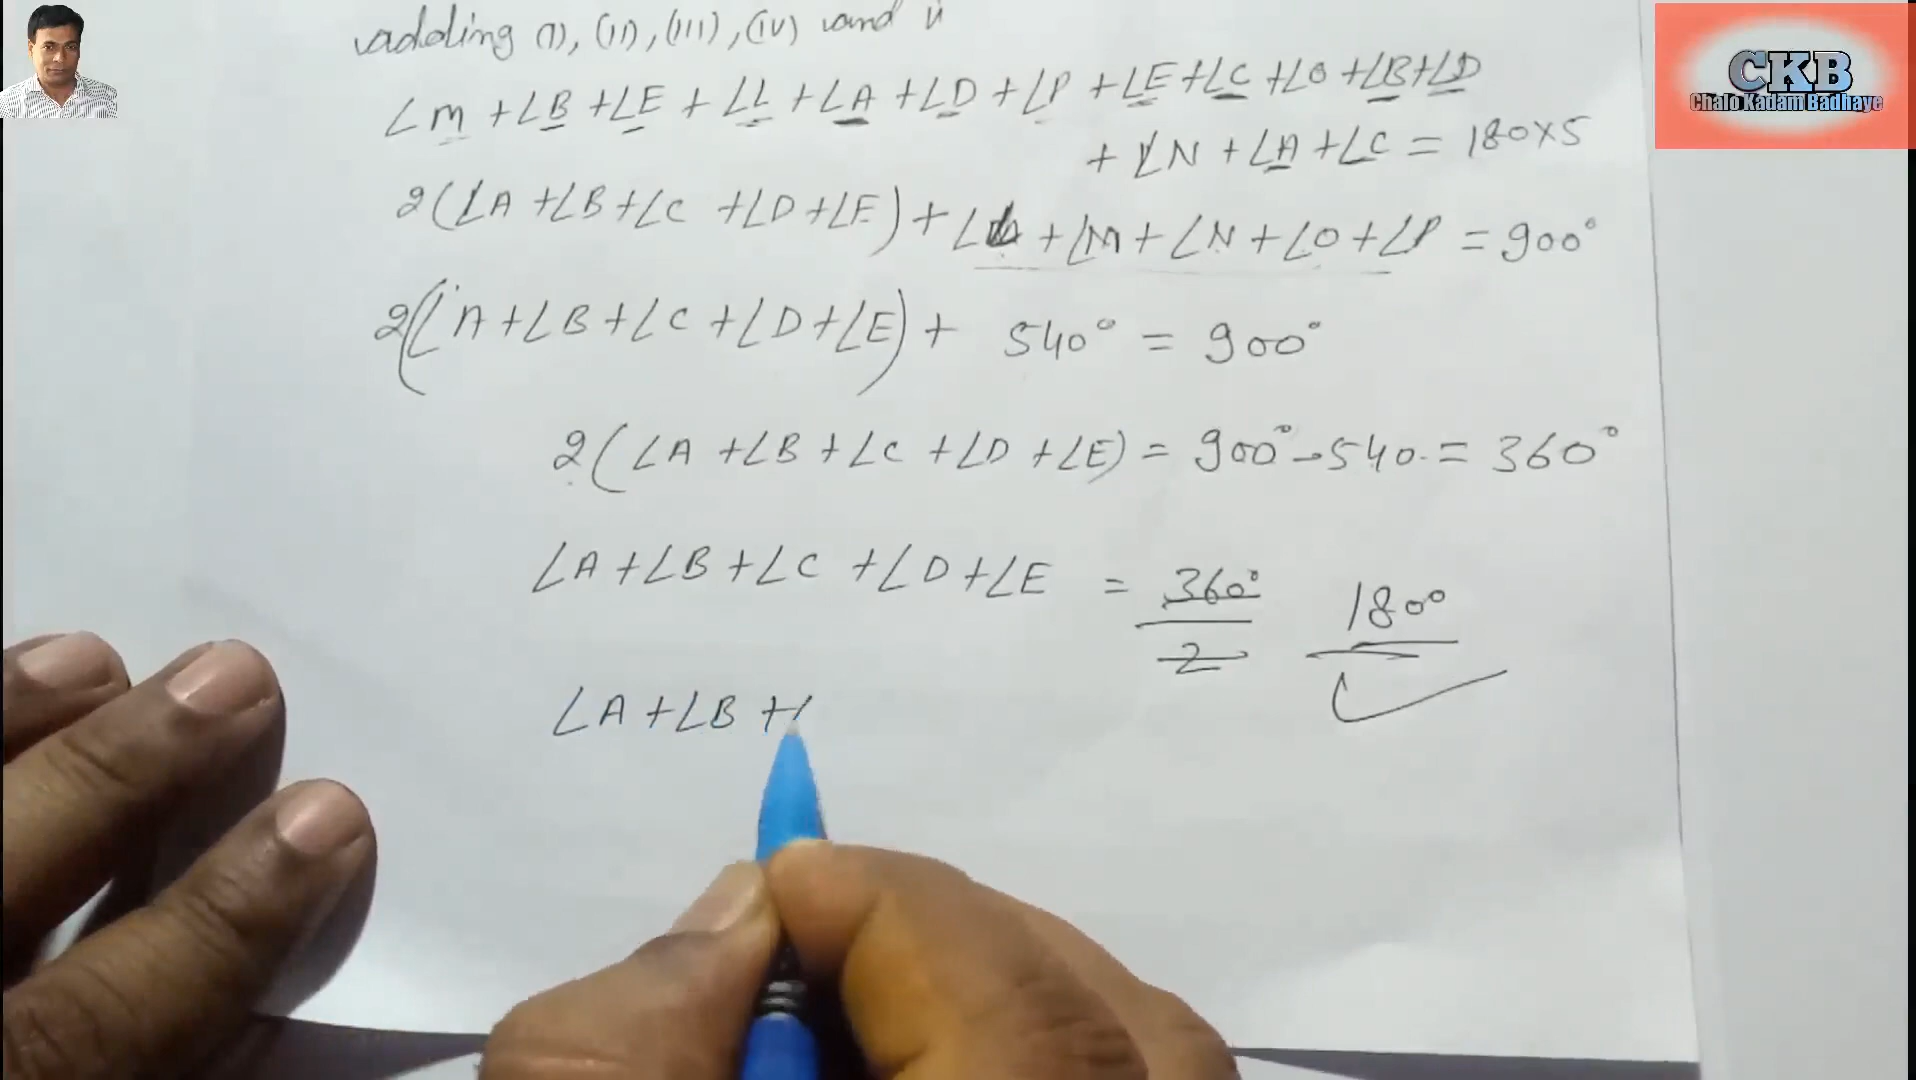 adding (i), (ii), (iii), (iv) and v
∠M + ∠B + ∠E + ∠L + ∠A + ∠D + ∠P + ∠E + ∠C + ∠O + ∠B + ∠D
+ ∠N + ∠A + ∠C = 180×5
2(∠A + ∠B + ∠C + ∠D + ∠E) + ∠L + ∠M + ∠N + ∠O + ∠P = 900°
2(∠A + ∠B + ∠C + ∠D + ∠E) + 540° = 900°
2(∠A + ∠B + ∠C + ∠D + ∠E) = 900° - 540 = 360°
∠A + ∠B + ∠C + ∠D + ∠E = 360°/2 180°
∠A + ∠B + ∠
CKB
Chalo Kadam Badhaye